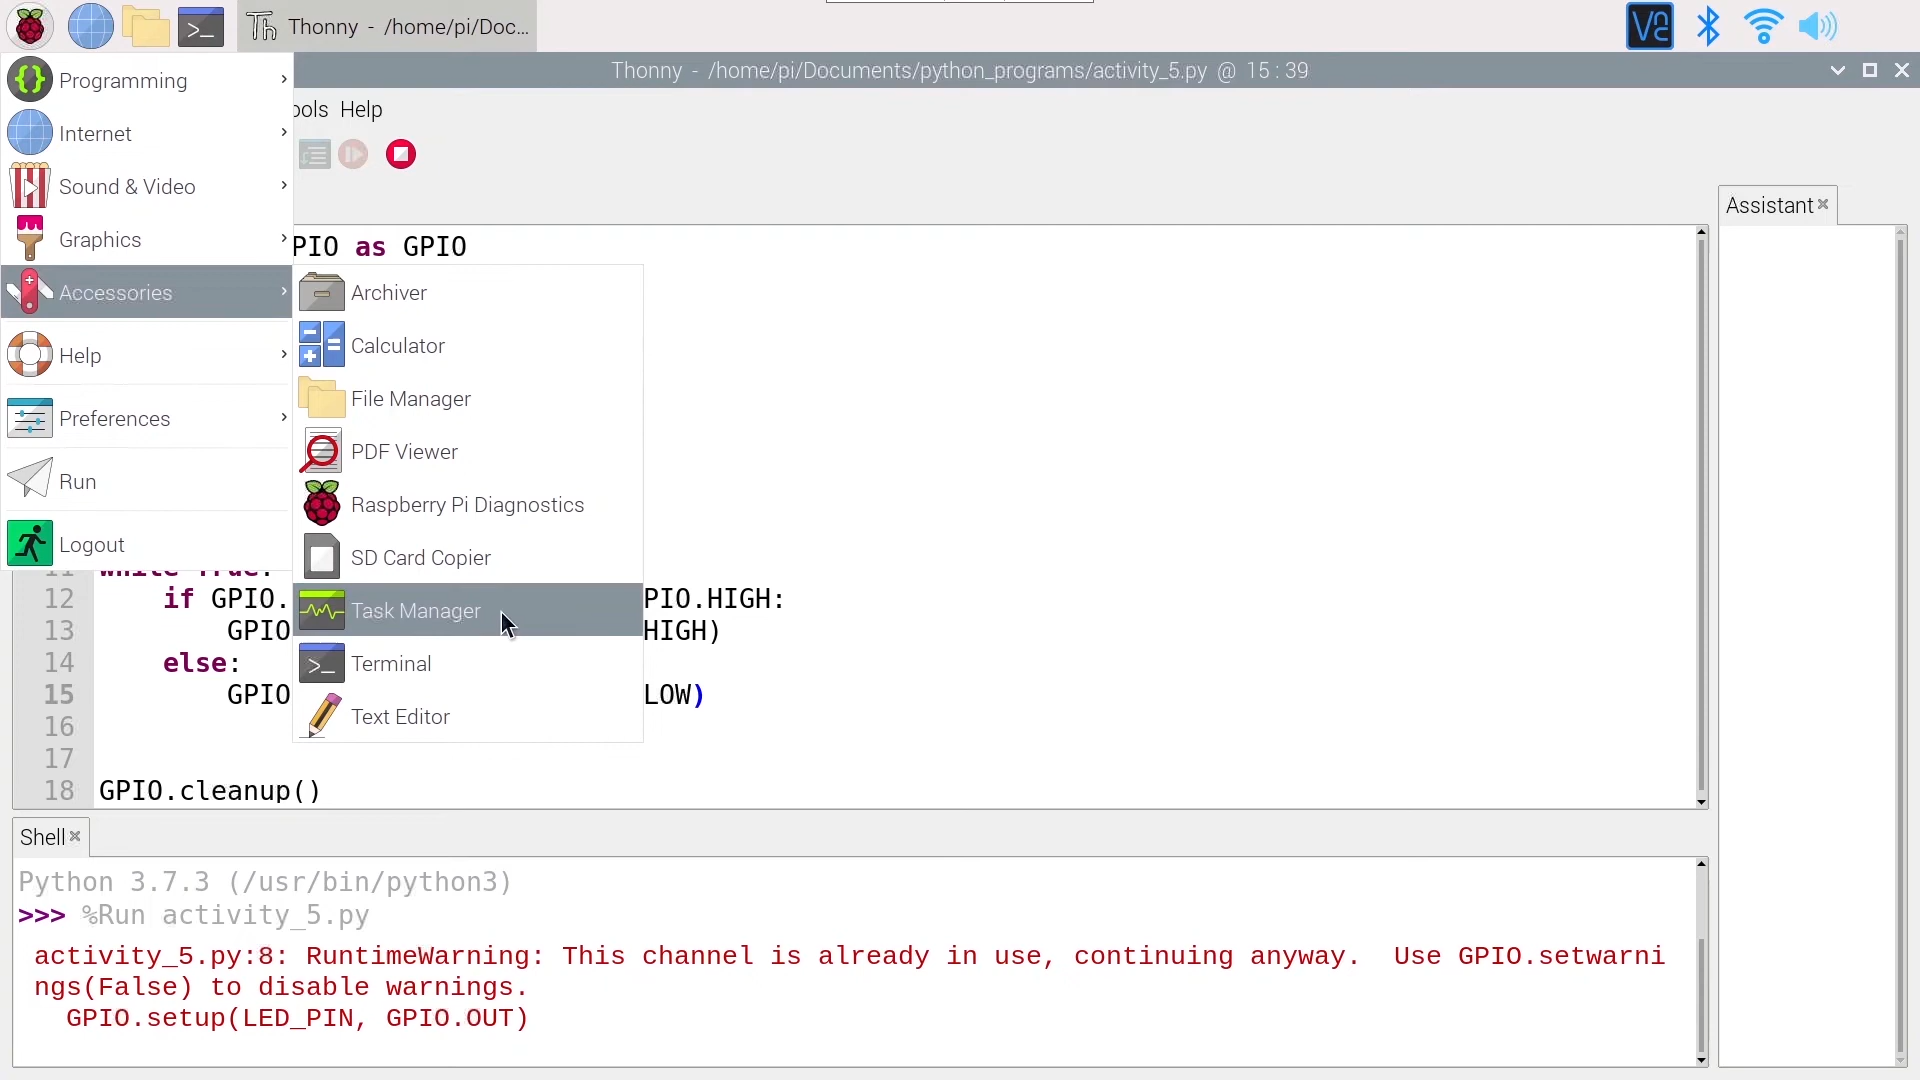 Thonny - /home/pi/Doc...
Thonny - /home/pi/Documents/python_programs/activity_5.py @ 15 : 39
Programming
Internet
Sound & Video
Graphics
Accessories
Help
Preferences
Run
Logout
ools Help
Assistant
PIO as GPIO
Archiver
Calculator
File Manager
PDF Viewer
Raspberry Pi Diagnostics
SD Card Copier
Task Manager
Terminal
Text Editor
11 while True:
12 if GPIO. PIO.HIGH:
13 GPIO HIGH)
14 else:
15 GPIO LOW)
16
17
18 GPIO.cleanup()
Shell
Python 3.7.3 (/usr/bin/python3)
>>> %Run activity_5.py
activity_5.py:8: RuntimeWarning: This channel is already in use, continuing anyway. Use GPIO.setwarni
ngs(False) to disable warnings.
GPIO.setup(LED_PIN, GPIO.OUT)